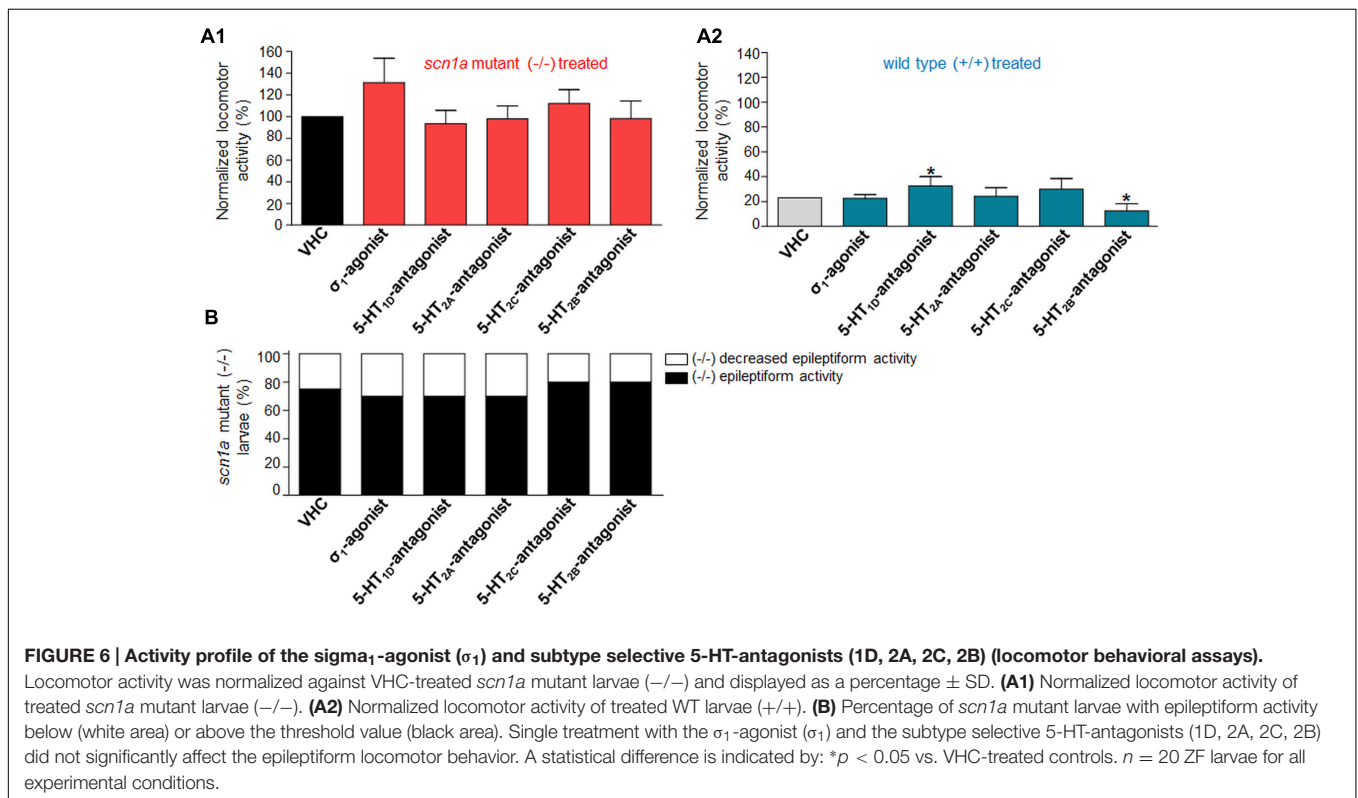 A1
scn1a mutant (-/-) treated
Normalized locomotor
activity (%)
160
140
120
100
80
60
40
20
0
VHC
σ₁-agonist
5-HT₁D-antagonist
5-HT₂A-antagonist
5-HT₂C-antagonist
5-HT₂B-antagonist
A2
wild type (+/+) treated
Normalized locomotor
activity (%)
140
120
100
80
60
40
20
0
*
*
VHC
σ₁-agonist
5-HT₁D-antagonist
5-HT₂A-antagonist
5-HT₂C-antagonist
5-HT₂B-antagonist
B
scn1a mutant (-/-)
larvae (%)
100
80
60
40
20
0
(-/-) decreased epileptiform activity
(-/-) epileptiform activity
VHC
σ₁-agonist
5-HT₁D-antagonist
5-HT₂A-antagonist
5-HT₂C-antagonist
5-HT₂B-antagonist
FIGURE 6 | Activity profile of the sigma₁-agonist (σ₁) and subtype selective 5-HT-antagonists (1D, 2A, 2C, 2B) (locomotor behavioral assays).
Locomotor activity was normalized against VHC-treated scn1a mutant larvae (−/−) and displayed as a percentage ± SD. (A1) Normalized locomotor activity of
treated scn1a mutant larvae (−/−). (A2) Normalized locomotor activity of treated WT larvae (+/+). (B) Percentage of scn1a mutant larvae with epileptiform activity
below (white area) or above the threshold value (black area). Single treatment with the σ₁-agonist (σ₁) and the subtype selective 5-HT-antagonists (1D, 2A, 2C, 2B)
did not significantly affect the epileptiform locomotor behavior. A statistical difference is indicated by: *p < 0.05 vs. VHC-treated controls. n = 20 ZF larvae for all
experimental conditions.